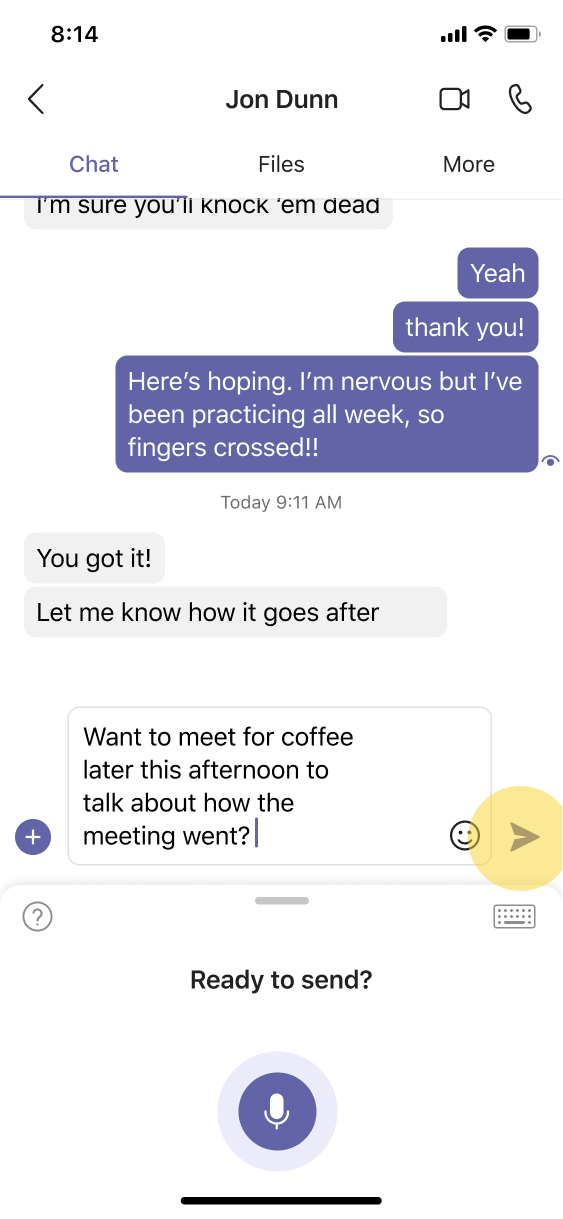 8:14
Jon Dunn
Chat Files More
I’m sure you’ll knock ‘em dead
Yeah
thank you!
Here’s hoping. I’m nervous but I’ve
been practicing all week, so
fingers crossed!!
Today 9:11 AM
You got it!
Let me know how it goes after
Want to meet for coffee
later this afternoon to
talk about how the
meeting went?
Ready to send?